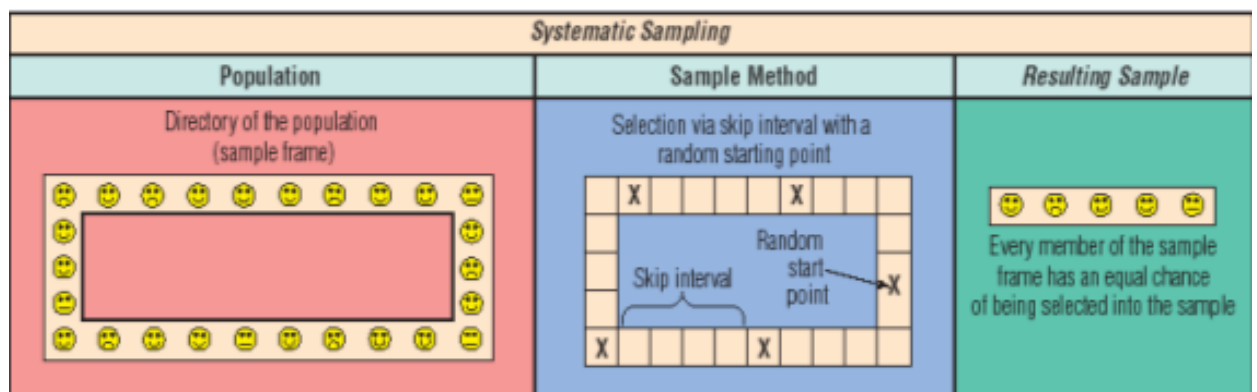 Systematic Sampling
Population
Sample Method
Resulting Sample
Directory of the population
(sample frame)
Selection via skip interval with a
random starting point
X
X
Random
start
point
X
Skip interval
X
X
Every member of the sample
frame has an equal chance
of being selected into the sample